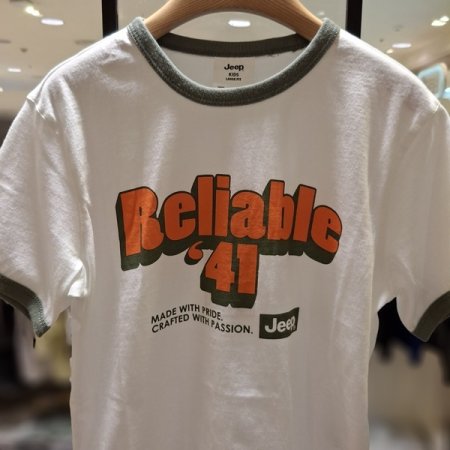 Jeep
KIDS
Reliable
‘41
MADE WITH PRIDE.
CRAFTED WITH PASSION.
Jeep